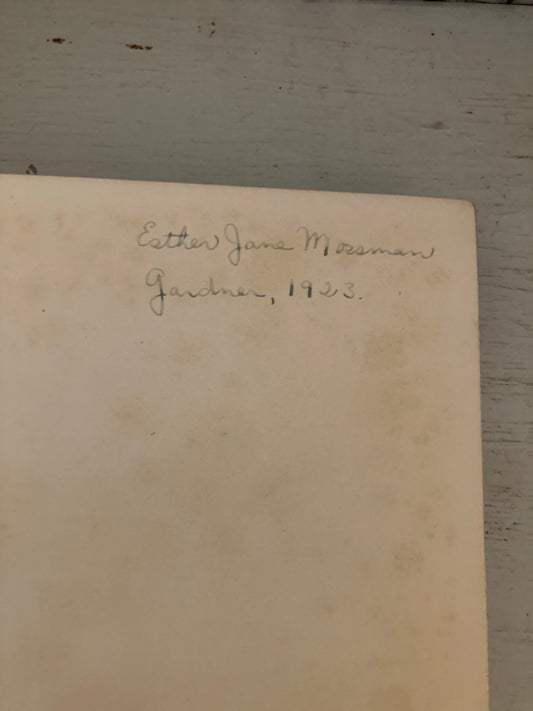 Esther Jane Mossman
Gardner, 1923.